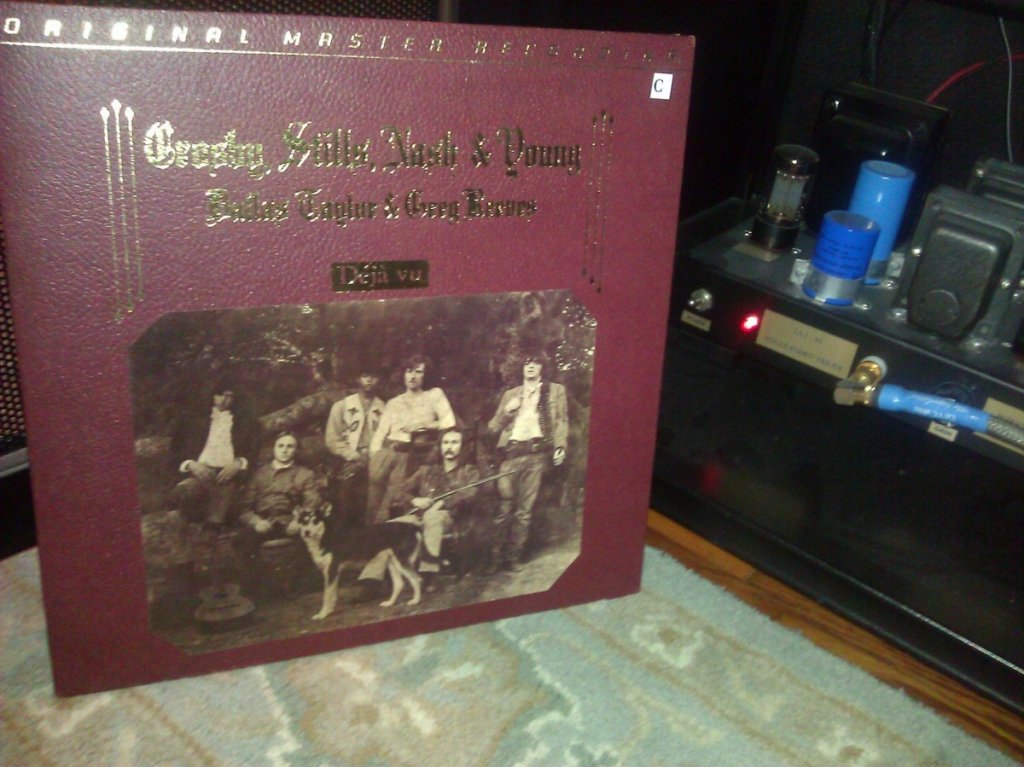 ORIGINAL MASTER RECORDING
C
Crosby, Stills, Nash & Young
Dallas Taylor & Greg Reeves
Déjà vu